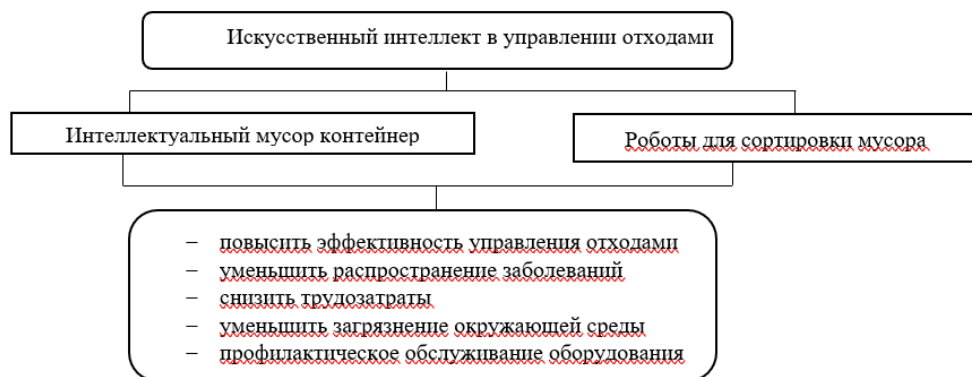 Искусственный интеллект в управлении отходами
Интеллектуальный мусор контейнер
Роботы для сортировки мусора
– повысить эффективность управления отходами
– уменьшить распространение заболеваний
– снизить трудозатраты
– уменьшить загрязнение окружающей среды
– профилактическое обслуживание оборудования